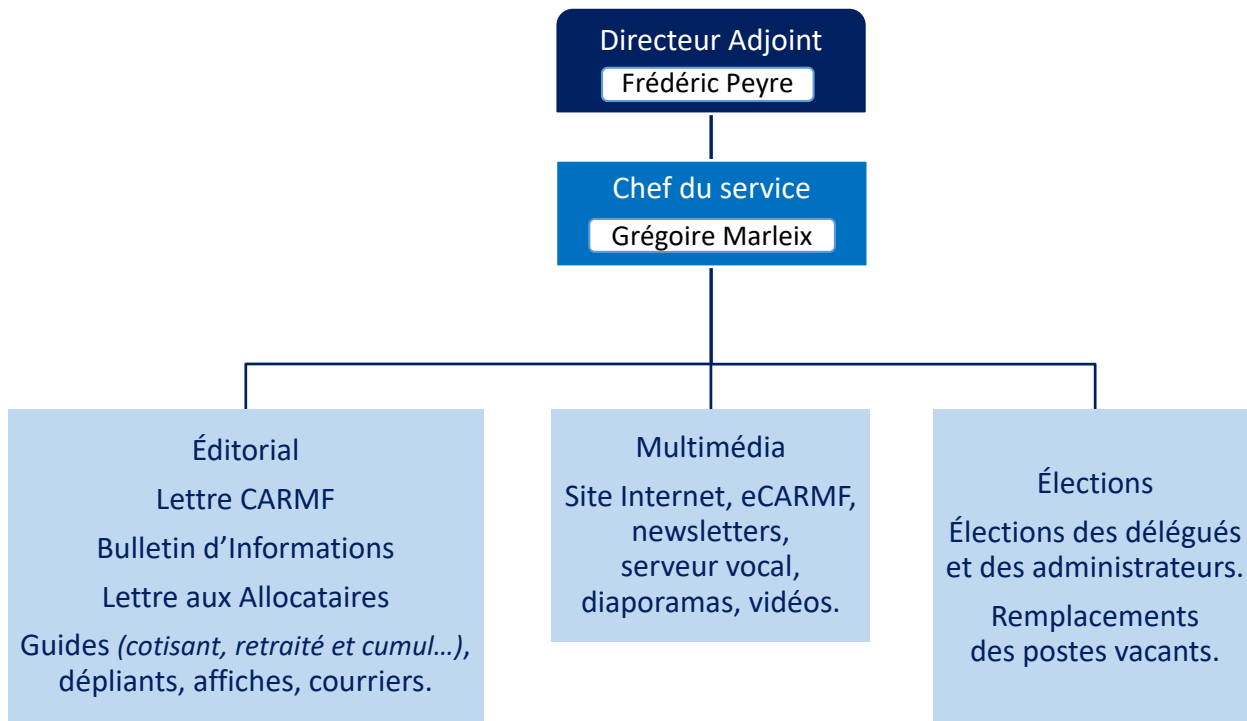 Directeur Adjoint
Frédéric Peyre
Chef du service
Grégoire Marleix
Éditorial
Lettre CARMF
Bulletin d’Informations
Lettre aux Allocataires
Guides (cotisant, retraité et cumul…),
dépliants, affiches, courriers.
Multimédia
Site Internet, eCARMF,
newsletters,
serveur vocal,
diaporamas, vidéos.
Élections
Élections des délégués
et des administrateurs.
Remplacements
des postes vacants.